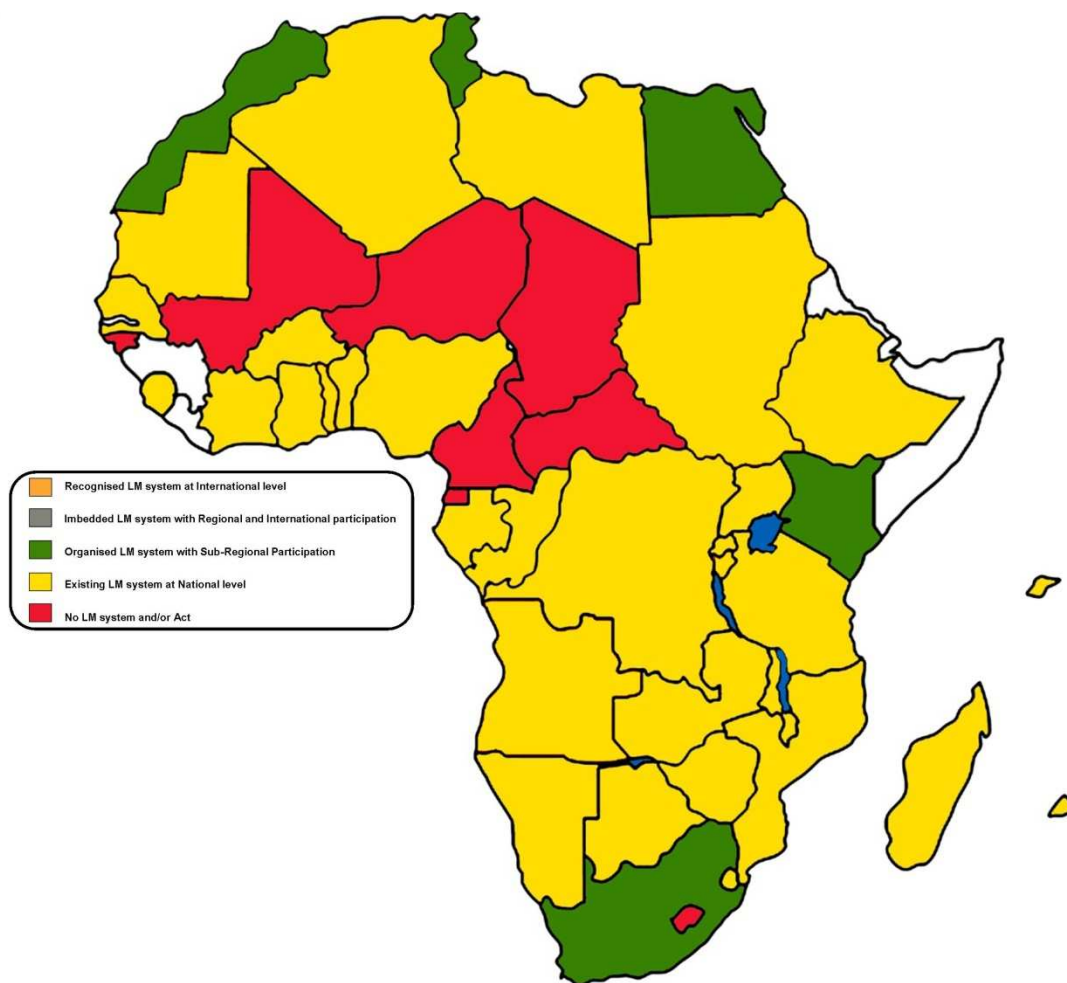 Recognised LM system at International level
Imbedded LM system with Regional and International participation
Organised LM system with Sub-Regional Participation
Existing LM system at National level
No LM system and/or Act